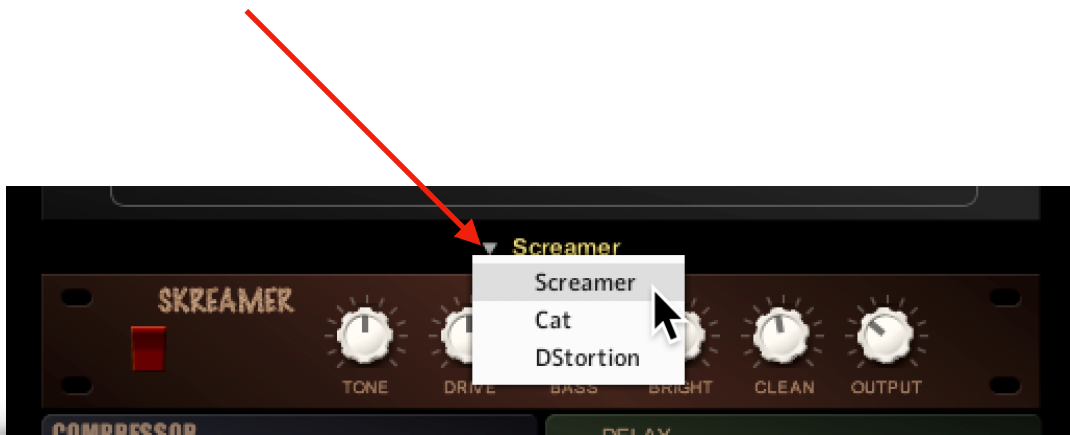 Screamer
SKREAMER
Screamer
Cat
DStortion
TONE DRIVE BASS BRIGHT CLEAN OUTPUT
COMPRESSOR DELAY